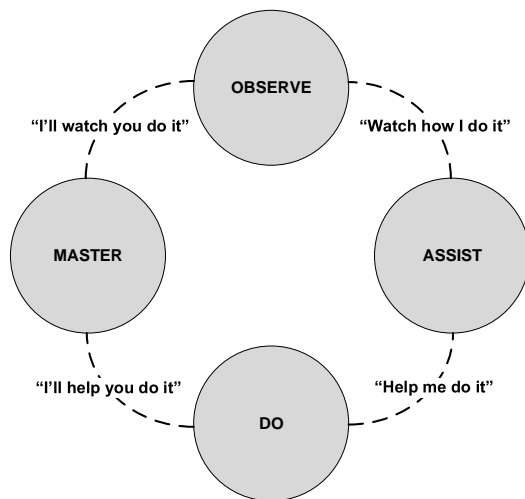 OBSERVE
“I’ll watch you do it”
“Watch how I do it”
MASTER
ASSIST
“I’ll help you do it”
“Help me do it”
DO